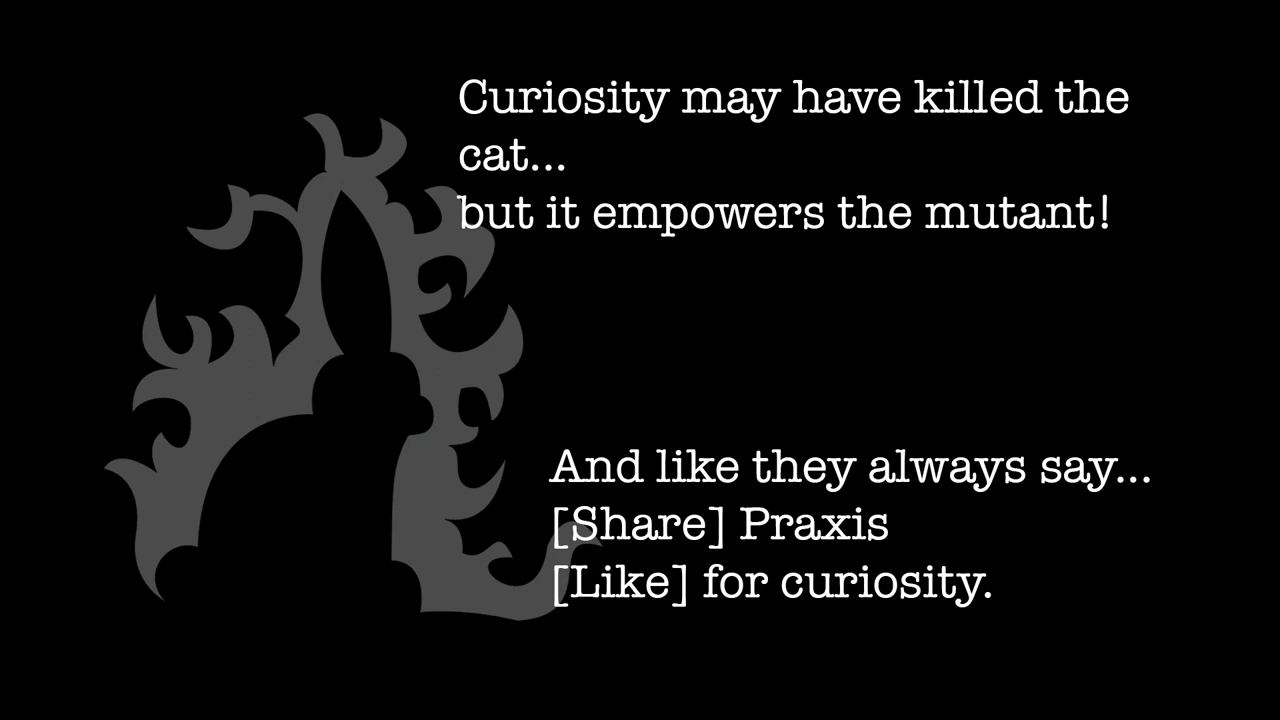 Curiosity may have killed the
cat...
but it empowers the mutant!
And like they always say...
[Share] Praxis
[Like] for curiosity.